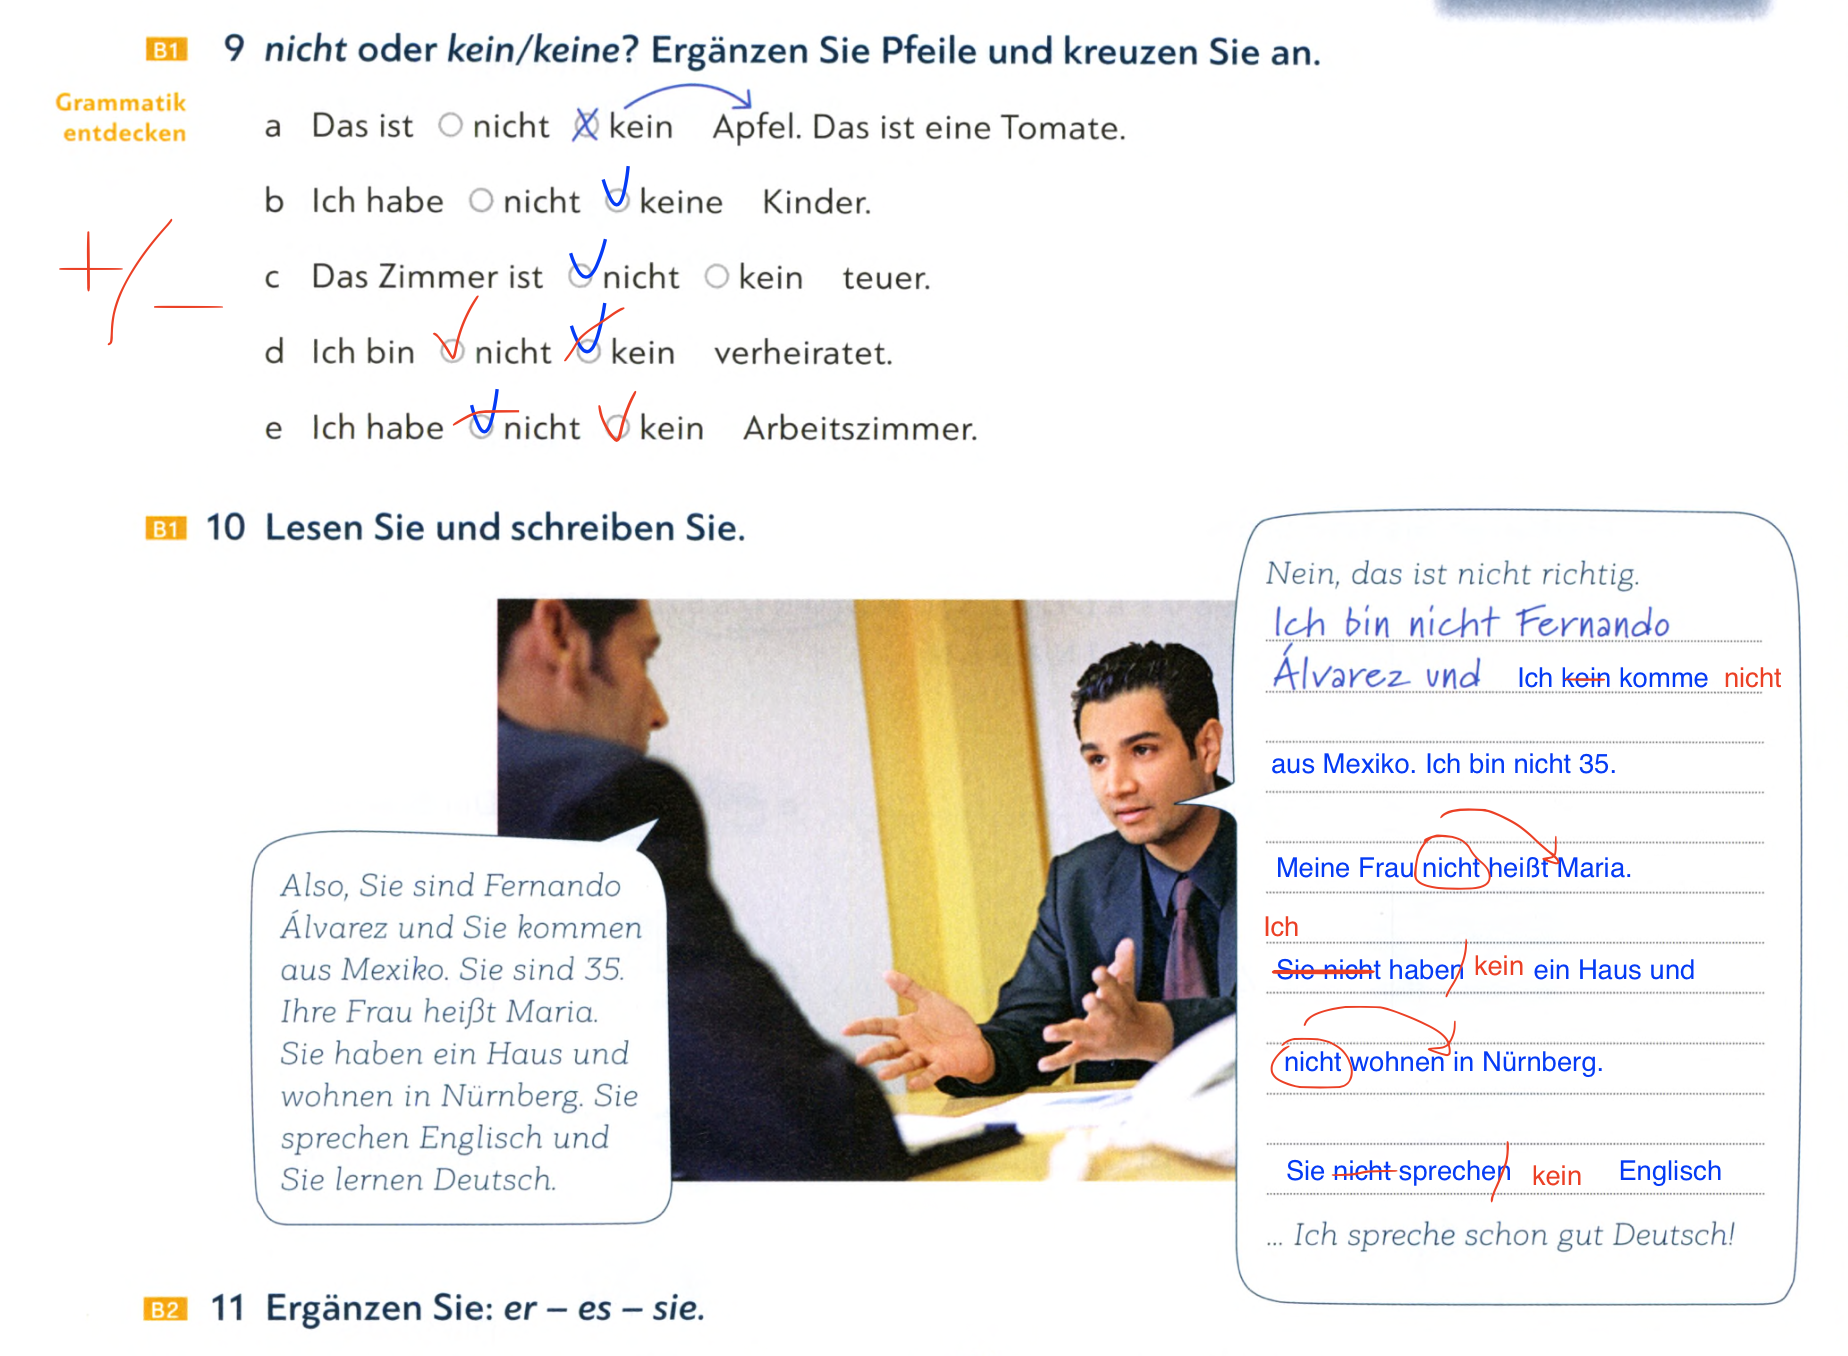 B1 9 nicht oder kein/keine? Ergänzen Sie Pfeile und kreuzen Sie an.
Grammatik
entdecken
a Das ist nicht X kein Apfel. Das ist eine Tomate.
b Ich habe nicht keine Kinder.
+/-
c Das Zimmer ist nicht kein teuer.
d Ich bin nicht kein verheiratet.
e Ich habe nicht kein Arbeitszimmer.
B1 10 Lesen Sie und schreiben Sie.
Also, Sie sind Fernando
Álvarez und Sie kommen
aus Mexiko. Sie sind 35.
Ihre Frau heißt Maria.
Sie haben ein Haus und
wohnen in Nürnberg. Sie
sprechen Englisch und
Sie lernen Deutsch.
Nein, das ist nicht richtig.
Ich bin nicht Fernando
Álvarez und Ich kein komme nicht
aus Mexiko. Ich bin nicht 35.
Meine Frau nicht heißt Maria.
Ich
Sie nicht haben kein ein Haus und
nicht wohnen in Nürnberg.
Sie nicht sprechen kein Englisch
... Ich spreche schon gut Deutsch!
B2 11 Ergänzen Sie: er – es – sie.